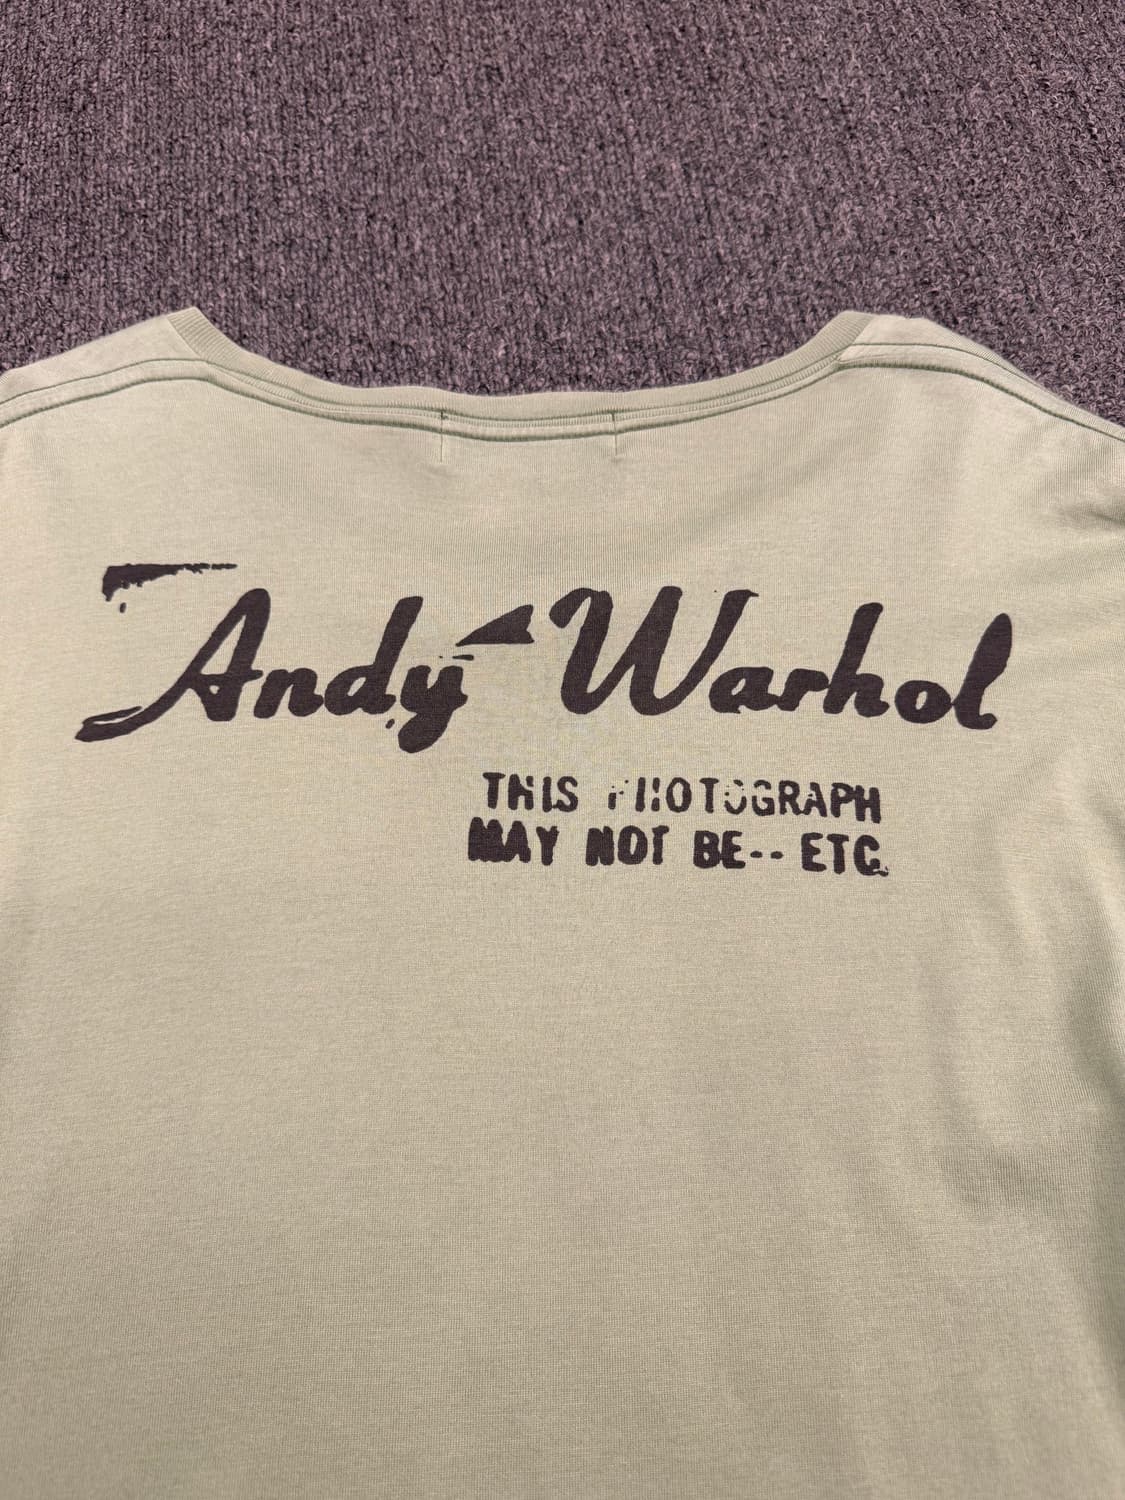 Andy Warhol
THIS PHOTOGRAPH
MAY NOT BE-- ETC.